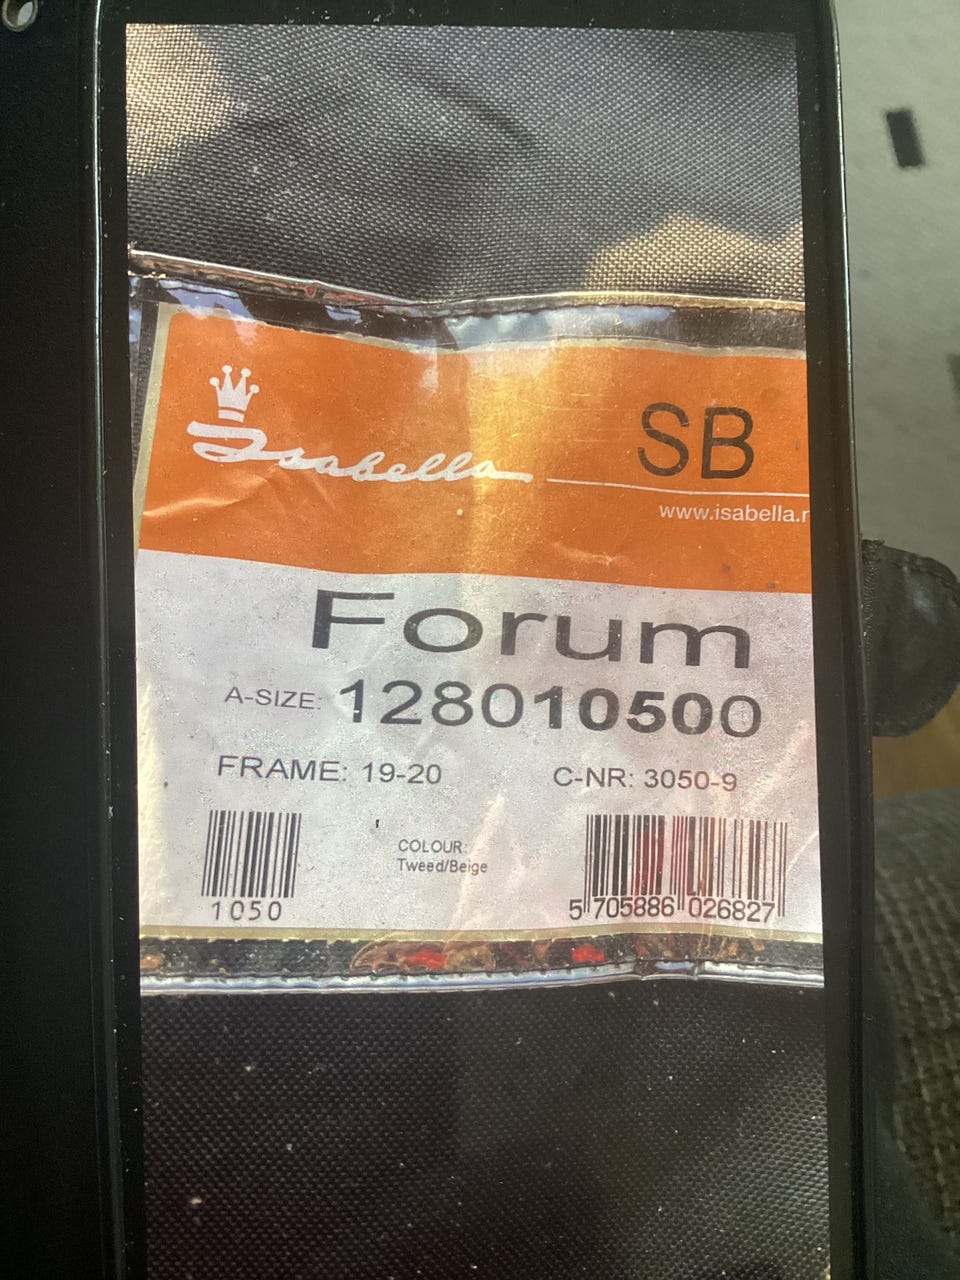 Isabella
SB
www.isabella.
Forum
A-SIZE: 128010500
FRAME: 19-20
C-NR: 3050-9
COLOUR:
Tweed/Beige
1050
5 705886 026827